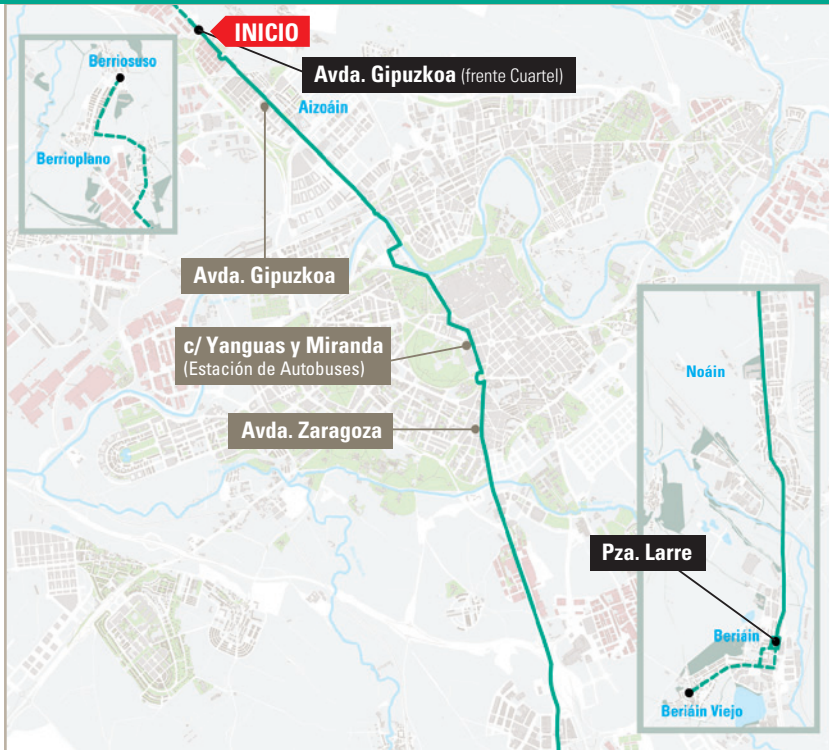 INICIO
Avda. Gipuzkoa (frente Cuartel)
Berriosuso
Aizoáin
Berrioplano
Avda. Gipuzkoa
c/ Yanguas y Miranda
(Estación de Autobuses)
Noáin
Avda. Zaragoza
Pza. Larre
Beriáin
Beriáin Viejo